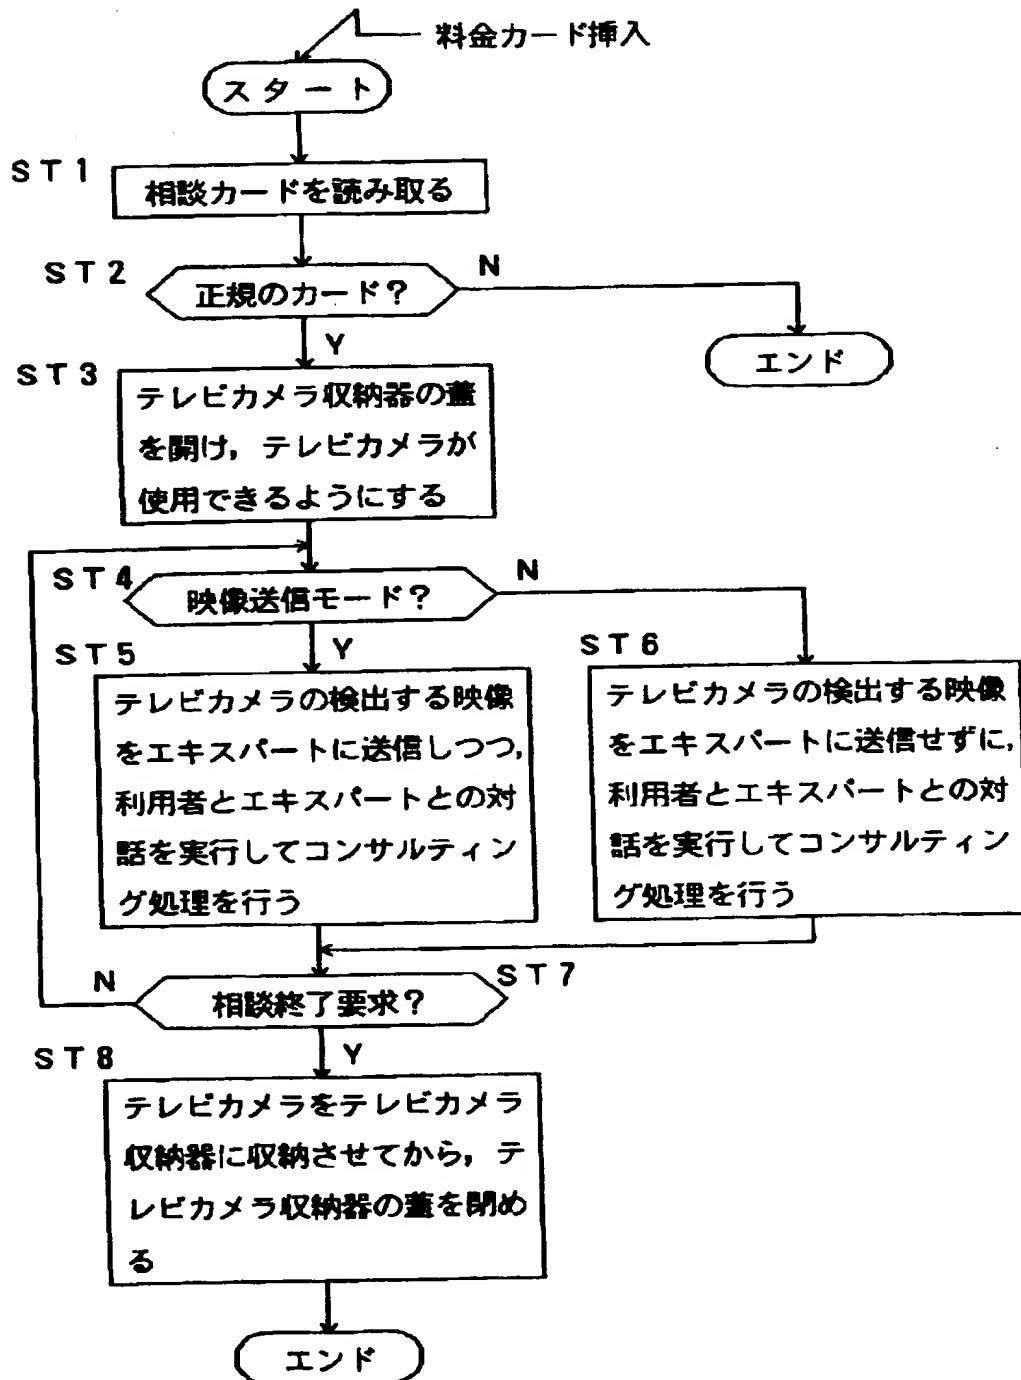 料金カード挿入
スタート
ST1
相談カードを読み取る
ST2
正規のカード?
N
Y
エンド
ST3
テレビカメラ収納器の蓋
を開け,テレビカメラが
使用できるようにする
ST4
映像送信モード?
N
Y
ST5
テレビカメラの検出する映像
をエキスパートに送信しつつ,
利用者とエキスパートとの対
話を実行してコンサルティン
グ処理を行う
ST6
テレビカメラの検出する映像
をエキスパートに送信せずに,
利用者とエキスパートとの対
話を実行してコンサルティン
グ処理を行う
ST7
相談終了要求?
N
Y
ST8
テレビカメラをテレビカメラ
収納器に収納させてから,テ
レビカメラ収納器の蓋を閉め
る
エンド